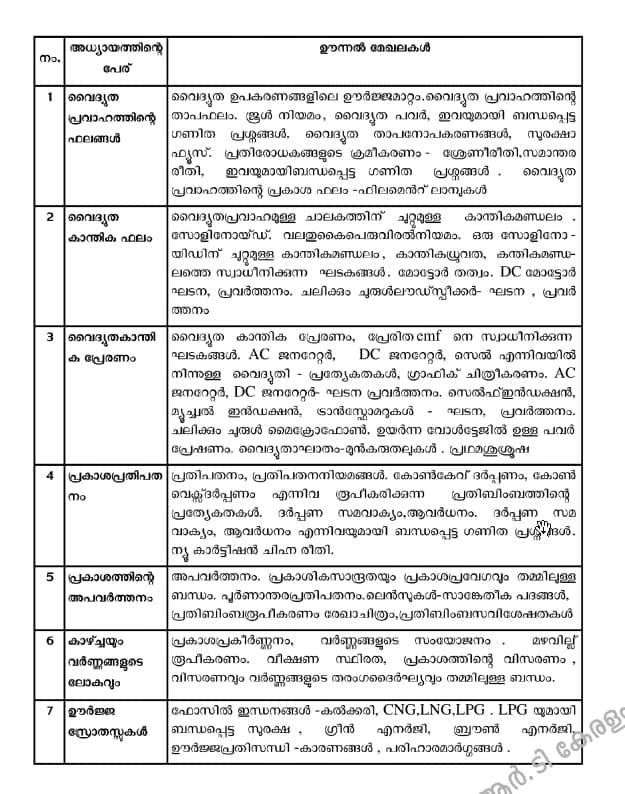 നം.
അധ്യായത്തിന്റെ
പേര്
ഊന്നൽ മേഖലകൾ
1
വൈദ്യുത
പ്രവാഹത്തിന്റെ
ഫലങ്ങൾ
വൈദ്യുത ഉപകരണങ്ങളിലെ ഊർജ്ജമാറ്റം.വൈദ്യുത പ്രവാഹത്തിന്റെ
താപഫലം. ജൂൾ നിയമം, വൈദ്യുത പവർ, ഇവയുമായി ബന്ധപ്പെട്ട
ഗണിത പ്രശ്നങ്ങൾ. വൈദ്യുത താപനോപകരണങ്ങൾ, സുരക്ഷാ
ഫ്യൂസ്. പ്രതിരോധകങ്ങളുടെ ക്രമീകരണം - ശ്രേണീരീതി,സമാന്തര
രീതി, ഇവയുമായിബന്ധപ്പെട്ട ഗണിത പ്രശ്നങ്ങൾ . വൈദ്യുത
പ്രവാഹത്തിന്റെ പ്രകാശ ഫലം -ഫിലമെൻറ് ലാമ്പുകൾ
2
വൈദ്യുത
കാന്തിക ഫലം
വൈദ്യുതപ്രവാഹമുള്ള ചാലകത്തിന് ചുറ്റുമുള്ള കാന്തികമണ്ഡലം .
സോളിനോയ്ഡ്. വലതുകൈപെരുവിരൽനിയമം. ഒരു സോളിനോ -
യിഡിന് ചുറ്റുമുള്ള കാന്തികമണ്ഡലം, കാന്തികധ്രുവത, കന്തികമണ്ഡ-
ലത്തെ സ്വാധീനിക്കുന്ന ഘടകങ്ങൾ. മോട്ടോർ തത്വം. DC മോട്ടോർ
ഘടന, പ്രവർത്തനം. ചലിക്കും ചുരുൾലൗഡ്സ്പീക്കർ- ഘടന , പ്രവർ
ത്തനം
3
വൈദ്യുതകാന്തി
ക പ്രേരണം
വൈദ്യുത കാന്തിക പ്രേരണം, പ്രേരിത emf നെ സ്വാധീനിക്കുന്ന
ഘടകങ്ങൾ. AC ജനറേറ്റർ, DC ജനറേറ്റർ, സെൽ എന്നിവയിൽ
നിന്നുള്ള വൈദ്യുതി - പ്രത്യേകതകൾ, ഗ്രാഫിക് ചിത്രീകരണം. AC
ജനറേറ്റർ, DC ജനറേറ്റർ- ഘടന പ്രവർത്തനം. സെൽഫ്ഇൻഡക്ഷൻ,
മ്യൂച്വൽ ഇൻഡക്ഷൻ, ട്രാൻസ്ഫോമറുകൾ - ഘടന, പ്രവർത്തനം.
ചലിക്കും ചുരുൾ മൈക്രോഫോൺ. ഉയർന്ന വോൾട്ടേജിൽ ഉള്ള പവർ
പ്രേഷണം. വൈദ്യുതാഘാതം-മുൻകരുതലുകൾ . പ്രഥമശുശ്രൂഷ
4
പ്രകാശപ്രതിപത
നം
പ്രതിപതനം, പ്രതിപതനനിയമങ്ങൾ. കോൺകേവ് ദർപ്പണം, കോൺ
വെക്സ്ദർപ്പണം എന്നിവ രൂപീകരിക്കുന്ന പ്രതിബിംബത്തിന്റെ
പ്രത്യേകതകൾ. ദർപ്പണ സമവാക്യം,ആവർധനം. ദർപ്പണ സമ
വാക്യം, ആവർധനം എന്നിവയുമായി ബന്ധപ്പെട്ട ഗണിത പ്രശ്നങ്ങൾ.
ന്യൂ കാർട്ടീഷൻ ചിഹ്ന രീതി.
5
പ്രകാശത്തിന്റെ
അപവർത്തനം
അപവർത്തനം. പ്രകാശികസാന്ദ്രതയും പ്രകാശപ്രവേഗവും തമ്മിലുള്ള
ബന്ധം. പൂർണാന്തരപ്രതിപതനം.ലെൻസുകൾ-സാങ്കേതീക പദങ്ങൾ,
പ്രതിബിംബരൂപീകരണം രേഖാചിത്രം,പ്രതിബിംബസവിശേഷതകൾ
6
കാഴ്ച്ചയും
വർണ്ണങ്ങളുടെ
ലോകവും
പ്രകാശപ്രകീർണ്ണനം, വർണ്ണങ്ങളുടെ സംയോജനം . മഴവില്ല്
രൂപീകരണം. വീക്ഷണ സ്ഥിരത, പ്രകാശത്തിന്റെ വിസരണം ,
വിസരണവും വർണ്ണങ്ങളുടെ തരംഗദൈർഘ്യവും തമ്മിലുള്ള ബന്ധം.
7
ഊർജ്ജ
സ്രോതസ്സുകൾ
ഫോസിൽ ഇന്ധനങ്ങൾ -കൽക്കരി, CNG,LNG,LPG . LPG യുമായി
ബന്ധപ്പെട്ട സുരക്ഷ , ഗ്രീൻ എനർജി, ബ്രൗൺ എനർജി.
ഊർജ്ജപ്രതിസന്ധി -കാരണങ്ങൾ , പരിഹാരമാർഗ്ഗങ്ങൾ .
ആർ.ടി കേരള